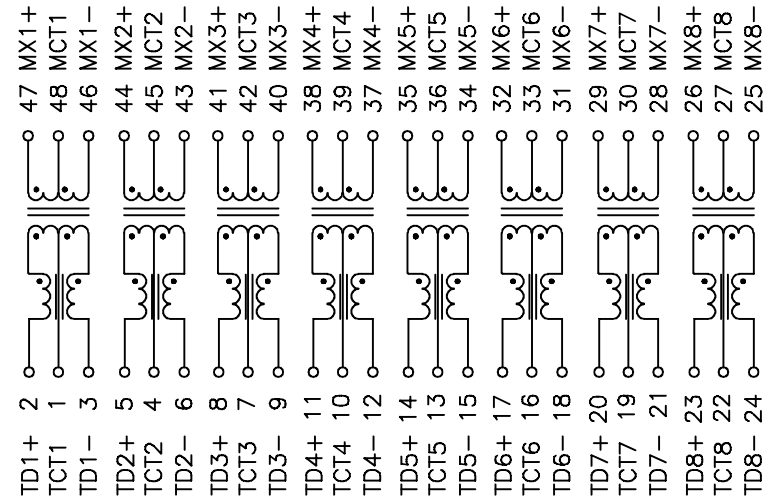 MX1+
MCT1
MX1−
MX2+
MCT2
MX2−
MX3+
MCT3
MX3−
MX4+
MCT4
MX4−
MX5+
MCT5
MX5−
MX6+
MCT6
MX6−
MX7+
MCT7
MX7−
MX8+
MCT8
MX8−
47
48
46
44
45
43
41
42
40
38
39
37
35
36
34
32
33
31
29
30
28
26
27
25
2
1
3
5
4
6
8
7
9
11
10
12
14
13
15
17
16
18
20
19
21
23
22
24
TD1+
TCT1
TD1−
TD2+
TCT2
TD2−
TD3+
TCT3
TD3−
TD4+
TCT4
TD4−
TD5+
TCT5
TD5−
TD6+
TCT6
TD6−
TD7+
TCT7
TD7−
TD8+
TCT8
TD8−